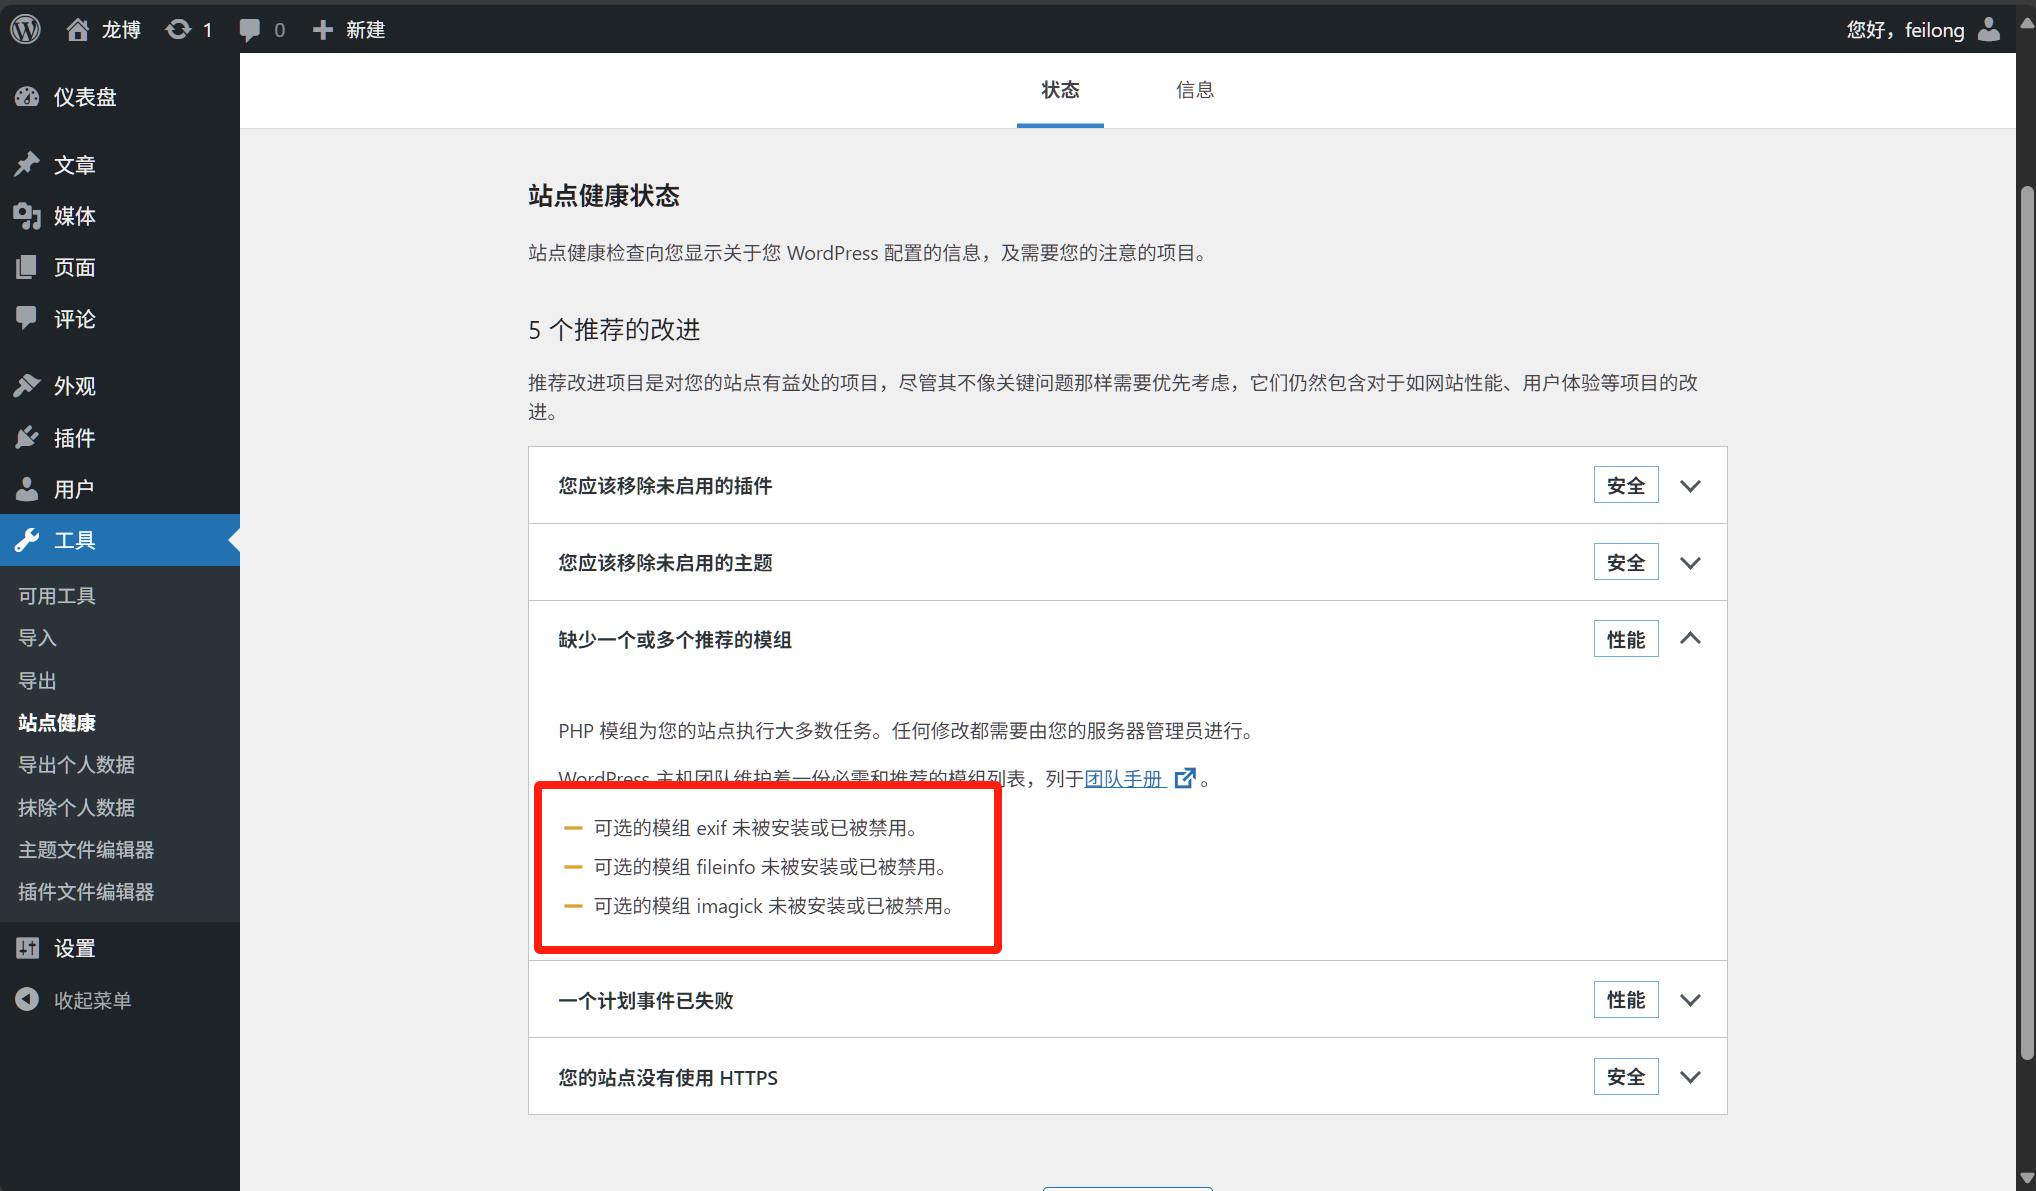 龙博
1
0
新建
您好，feilong
仪表盘
文章
媒体
页面
评论
外观
插件
用户
工具
可用工具
导入
导出
站点健康
导出个人数据
抹除个人数据
主题文件编辑器
插件文件编辑器
设置
收起菜单
状态
信息
站点健康状态
站点健康检查向您显示关于您 WordPress 配置的信息，及需要您的注意的项目。
5 个推荐的改进
推荐改进项目是对您的站点有益处的项目，尽管其不像关键问题那样需要优先考虑，它们仍然包含对于如网站性能、用户体验等项目的改
进。
您应该移除未启用的插件
安全
您应该移除未启用的主题
安全
缺少一个或多个推荐的模组
性能
PHP 模组为您的站点执行大多数任务。任何修改都需要由您的服务器管理员进行。
WordPress 主机团队维护着一份必需和推荐的模组列表，列于团队手册 。
可选的模组 exif 未被安装或已被禁用。
可选的模组 fileinfo 未被安装或已被禁用。
可选的模组 imagick 未被安装或已被禁用。
一个计划事件已失败
性能
您的站点没有使用 HTTPS
安全